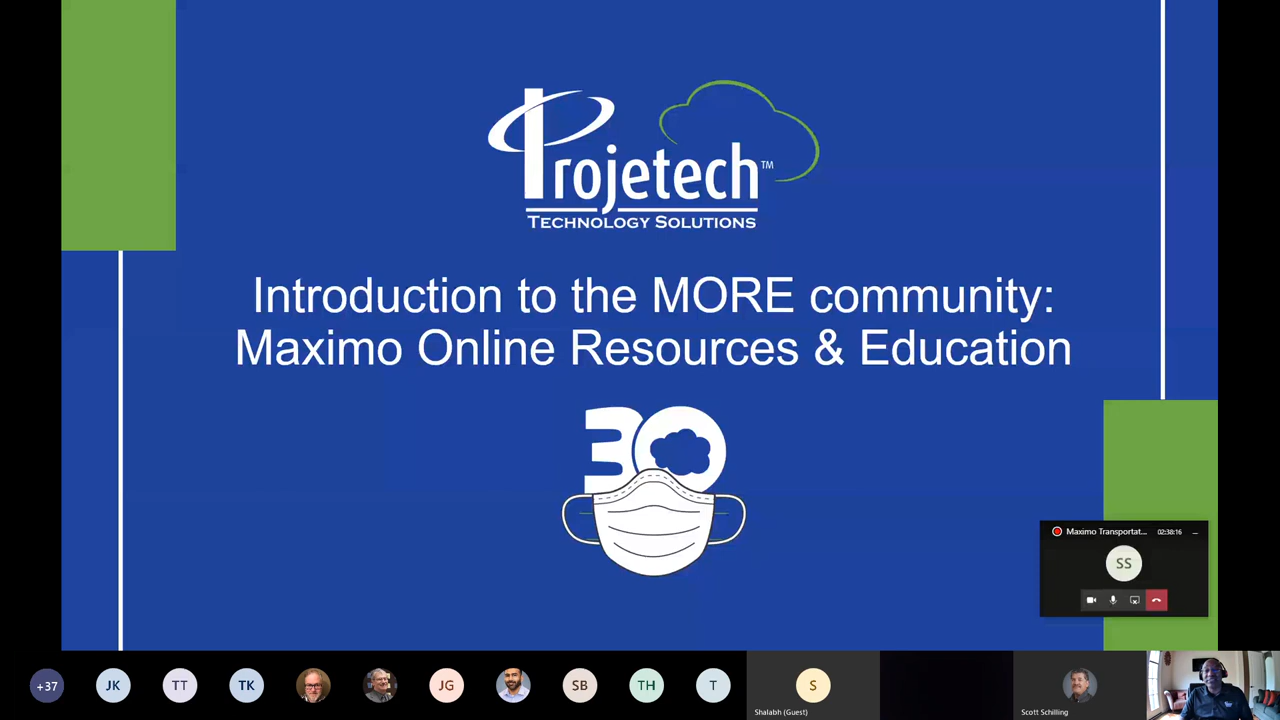 Projetech™
TECHNOLOGY SOLUTIONS
Introduction to the MORE community:
Maximo Online Resources & Education
30
Maximo Transportat...
02:38:16
SS
+37
JK
TT
TK
JG
SB
TH
T
S
Shalabh (Guest)
Scott Schilling